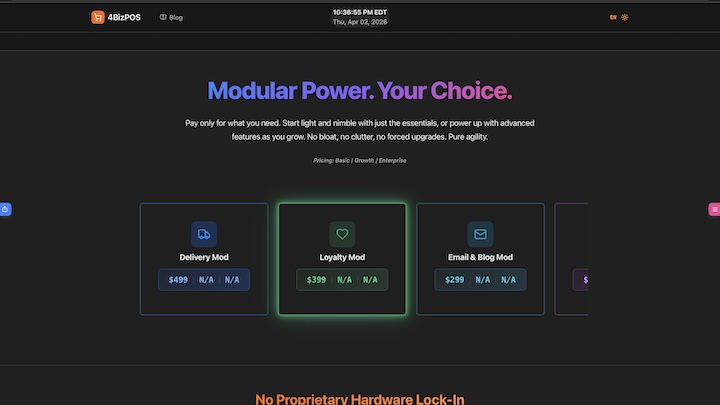 4BizPOS
Blog
10:36:55 PM EDT
Thu, Apr 02, 2026
EN
Modular Power. Your Choice.
Pay only for what you need. Start light and nimble with just the essentials, or power up with advanced
features as you grow. No bloat, no clutter, no forced upgrades. Pure agility.
Pricing: Basic | Growth | Enterprise
Delivery Mod
$499 | N/A | N/A
Loyalty Mod
$399 | N/A | N/A
Email & Blog Mod
$299 | N/A | N/A
$
No Proprietary Hardware Lock-In